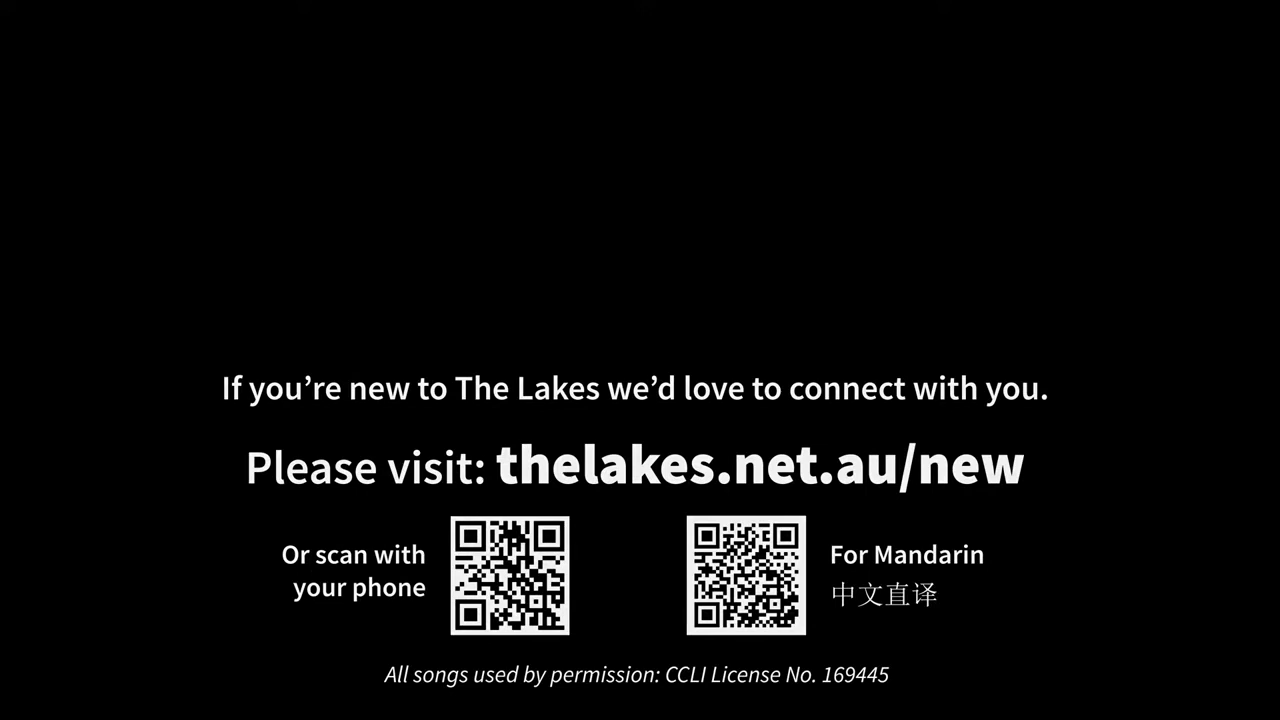 If you’re new to The Lakes we’d love to connect with you.
Please visit: thelakes.net.au/new
Or scan with
your phone
For Mandarin
中文直译
All songs used by permission: CCLI License No. 169445